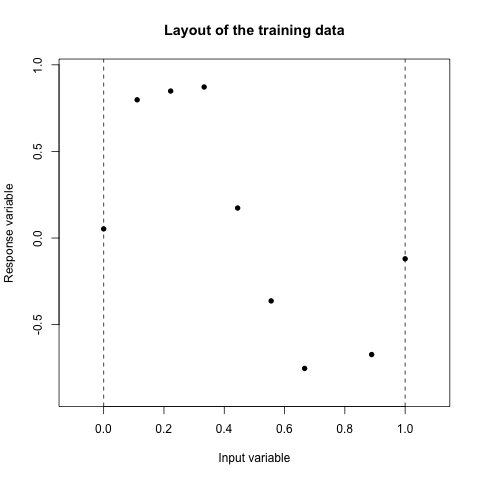 Layout of the training data
1.0
0.5
0.0
-0.5
Response variable
0.0 0.2 0.4 0.6 0.8 1.0
Input variable